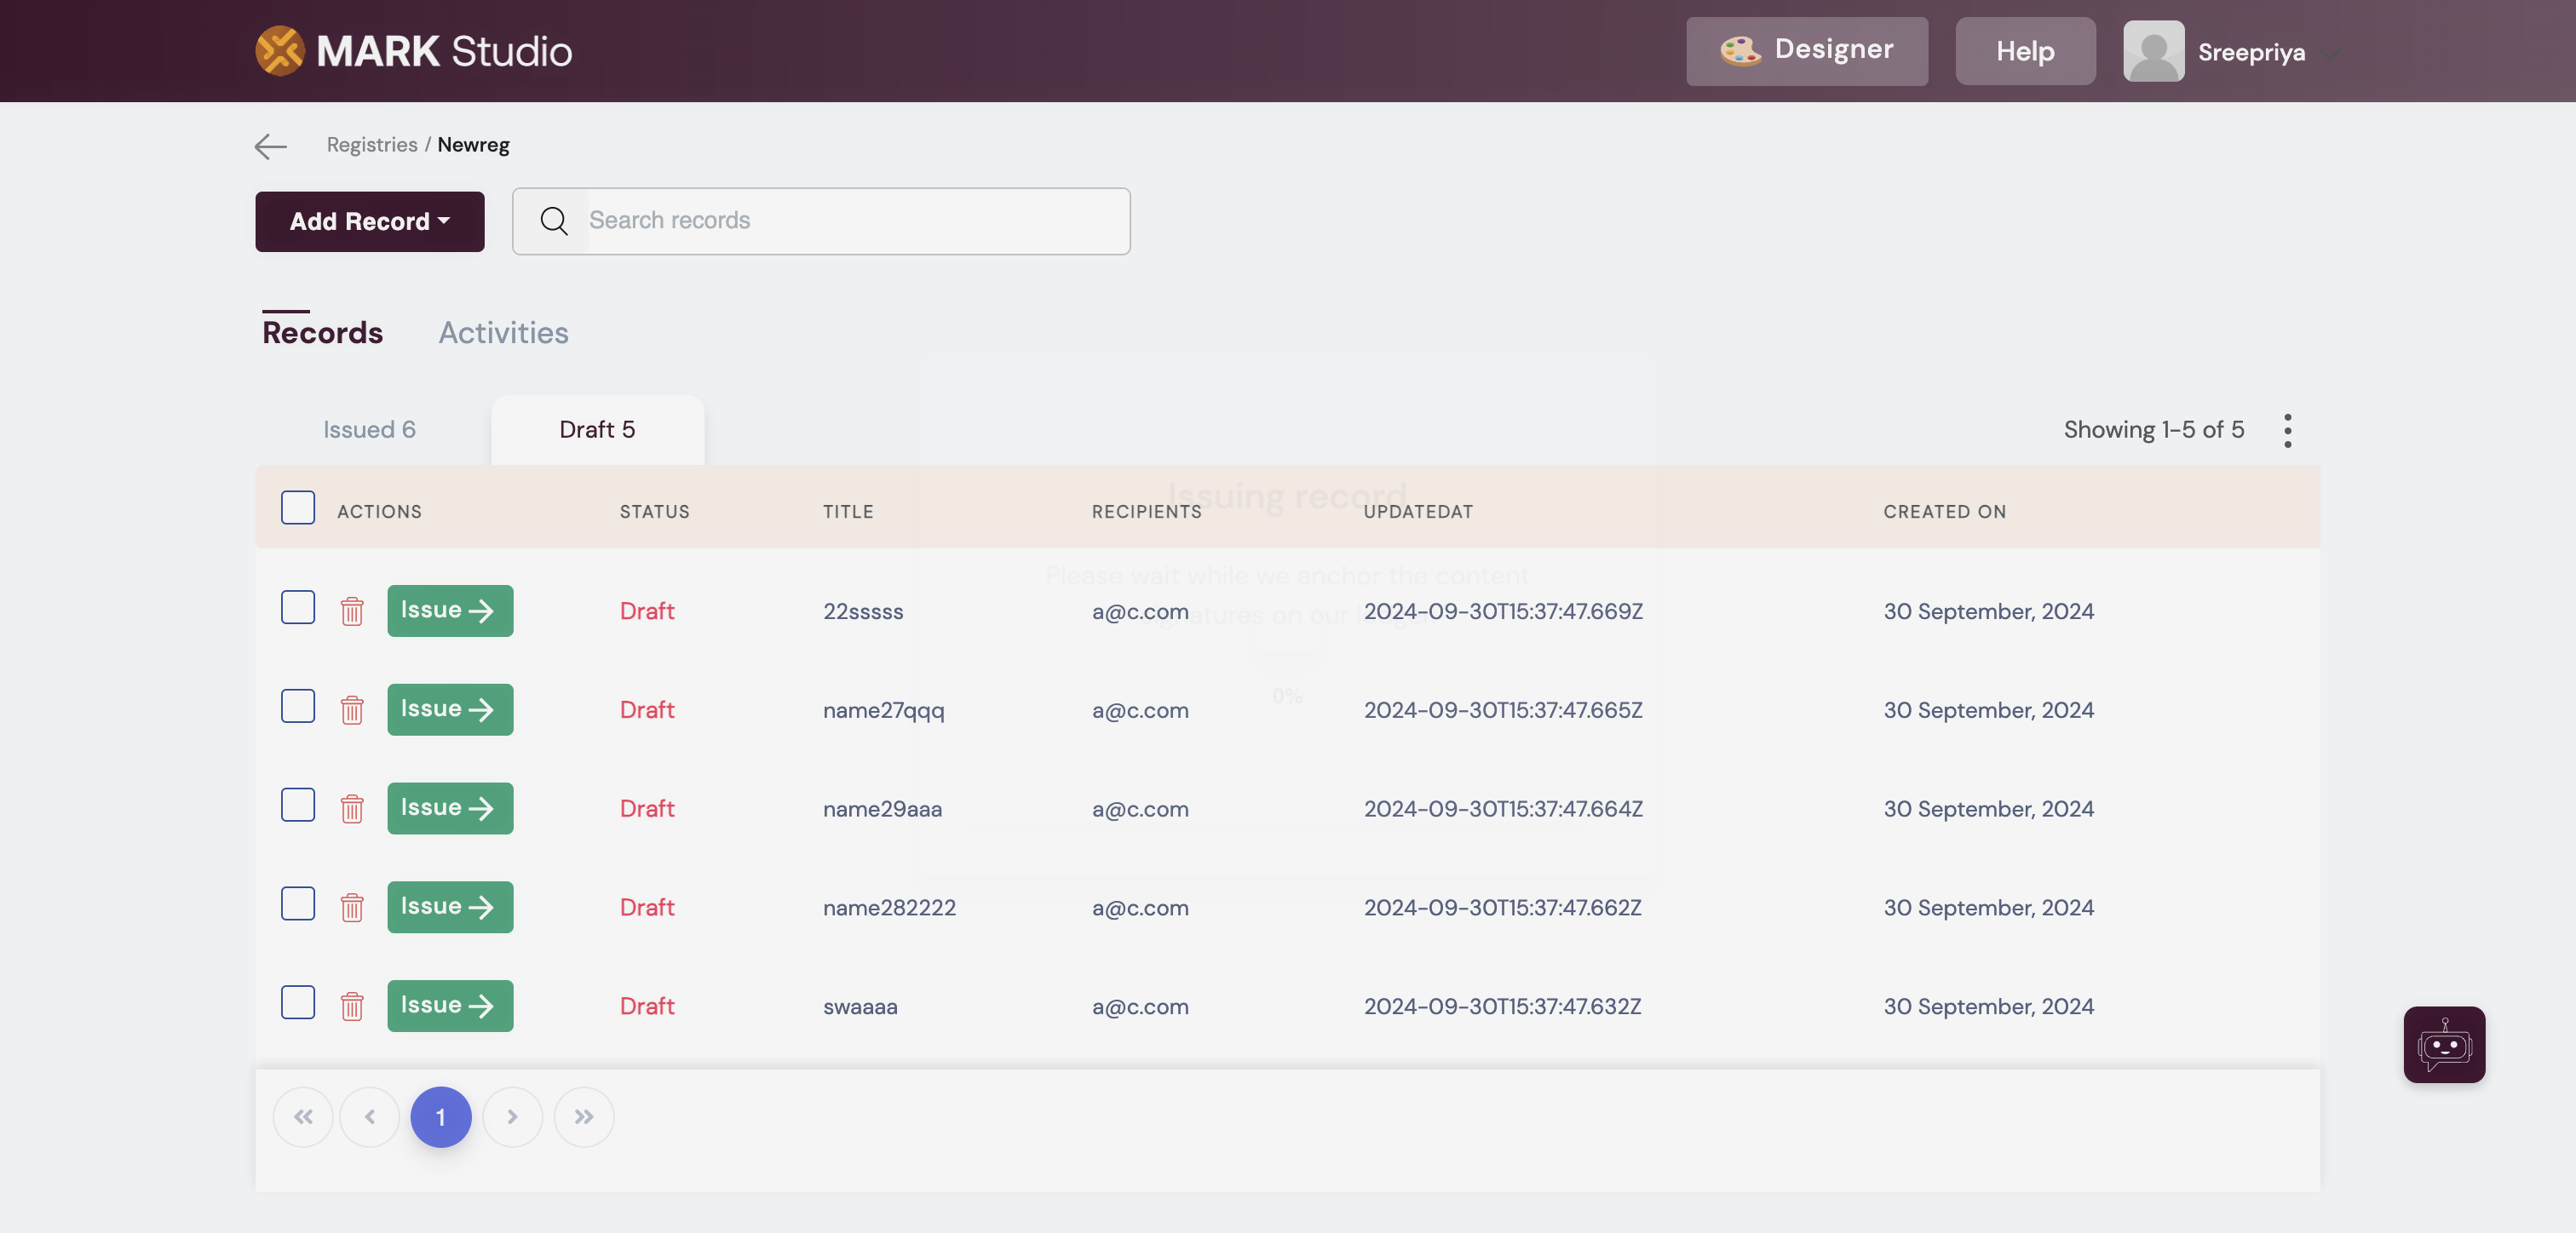 MARK Studio
Designer
Help
Sreepriya
Registries / Newreg
Add Record
Search records
Records
Activities
Issued 6
Draft 5
Showing 1-5 of 5
Issuing record
ACTIONS STATUS TITLE RECIPIENTS UPDATEDAT CREATED ON
Please wait while we anchor the content
on our
Issue Draft 22sssss a@c.com 2024-09-30T15:37:47.669Z 30 September, 2024
0%
Issue Draft name27qqq a@c.com 2024-09-30T15:37:47.665Z 30 September, 2024
Issue Draft name29aaa a@c.com 2024-09-30T15:37:47.664Z 30 September, 2024
Issue Draft name282222 a@c.com 2024-09-30T15:37:47.662Z 30 September, 2024
Issue Draft swaaaa a@c.com 2024-09-30T15:37:47.632Z 30 September, 2024
1